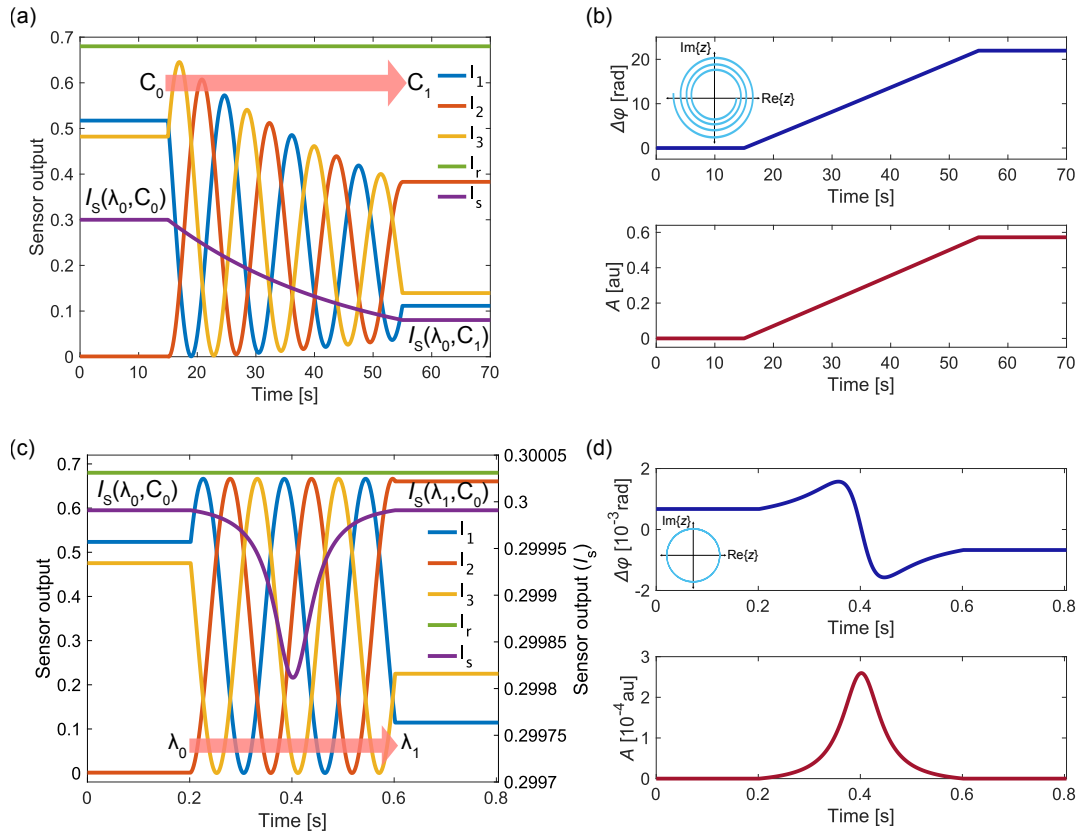 (a)
0.7
0.6
0.5
0.4
0.3
0.2
0.1
0
Sensor output
C0
C1
I1
I2
I3
Ir
Is
IS(λ0,C0)
IS(λ0,C1)
0 10 20 30 40 50 60 70
Time [s]
(b)
20
10
0
Δφ [rad]
Im{z}
Re{z}
0 10 20 30 40 50 60 70
Time [s]
0.6
0.4
0.2
0
A [au]
0 10 20 30 40 50 60 70
Time [s]
(c)
0.7
0.6
0.5
0.4
0.3
0.2
0.1
0
Sensor output
IS(λ0,C0)
IS(λ1,C0)
I1
I2
I3
Ir
Is
λ0
λ1
0.30005
0.3
0.29995
0.2999
0.29985
0.2998
0.29975
0.2997
Sensor output (Is)
0 0.2 0.4 0.6 0.8
Time [s]
(d)
2
0
-2
Δφ [10-3rad]
Im{z}
Re{z}
0 0.2 0.4 0.6 0.8
Time [s]
4
3
2
1
0
A [10-4au]
0 0.2 0.4 0.6 0.8
Time [s]